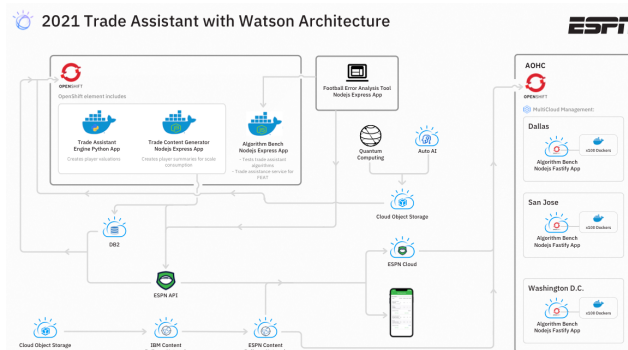 2021 Trade Assistant with Watson Architecture
ESPN
OPENSHIFT
OpenShift element includes
Trade Assistant
Engine Python App
Creates player valuations
Trade Content Generator
Nodejs Express App
Creates player summaries for scale
consumption
Algorithm Bench
Nodejs Express App
- Tests trade assistant
algorithms
- Trade assistance service for
Football Error Analysis Tool
Nodejs Express App
Quantum
Computing
Auto AI
Cloud Object Storage
DB2
ESPN API
ESPN Cloud
Cloud Object Storage
IBM Content
ESPN Content
AOHC
OPENSHIFT
MultiCloud Management:
Dallas
Algorithm Bench
Nodejs Fastify App
x100 Dockers
San Jose
Algorithm Bench
Nodejs Fastify App
x100 Dockers
Washington D.C.
Algorithm Bench
Nodejs Fastify App
x100 Dockers